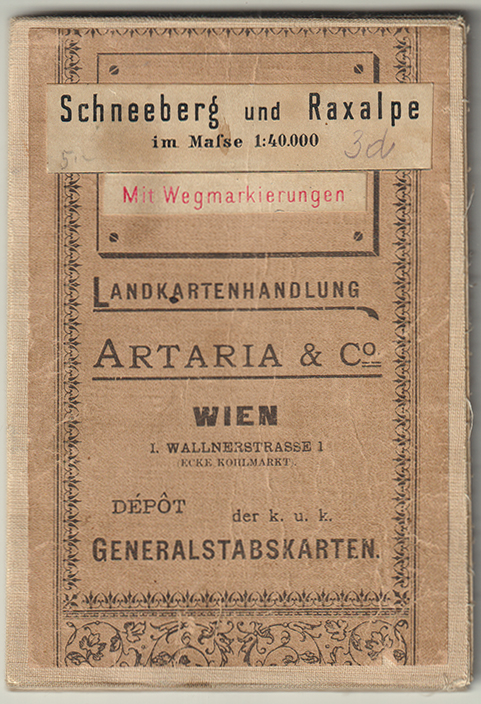 Schneeberg und Raxalpe
im Maſse 1:40.000
3d
Mit Wegmarkierungen
LANDKARTENHANDLUNG
ARTARIA & Co.
WIEN
I. WALLNERSTRASSE 1
(ECKE KOHLMARKT).
DÉPÔT
der k. u. k.
GENERALSTABSKARTEN.